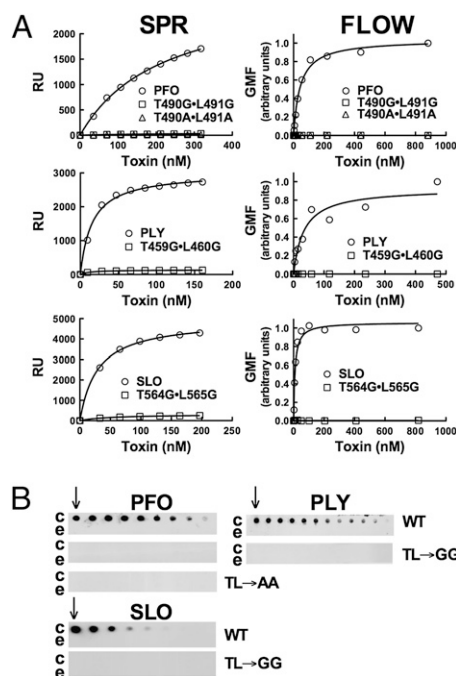 A
SPR
FLOW
RU
2000
1500
1000
500
0
0 100 200 300 400
Toxin (nM)
PFO
T490G•L491G
T490A•L491A
GMF
(arbitrary units)
1.0
0.8
0.6
0.4
0.2
0.0
0 200 400 600 800 1000
Toxin (nM)
PFO
T490G•L491G
T490A•L491A
RU
3000
2000
1000
0
0 50 100 150 200
Toxin (nM)
PLY
T459G•L460G
GMF
(arbitrary units)
1.0
0.8
0.6
0.4
0.2
0
0 100 200 300 400 500
Toxin (nM)
PLY
T459G•L460G
RU
5000
4000
3000
2000
1000
0
0 50 100 150 200 250
Toxin (nM)
SLO
T564G•L565G
GMF
(arbitrary units)
1.0
0.8
0.6
0.4
0.2
0.0
0 200 400 600 800 1000
Toxin (nM)
SLO
T564G•L565G
B
PFO
PLY
c
e
c
e
WT
c
e
c
e
TL→GG
c
e
TL→AA
SLO
c
e
WT
c
e
TL→GG